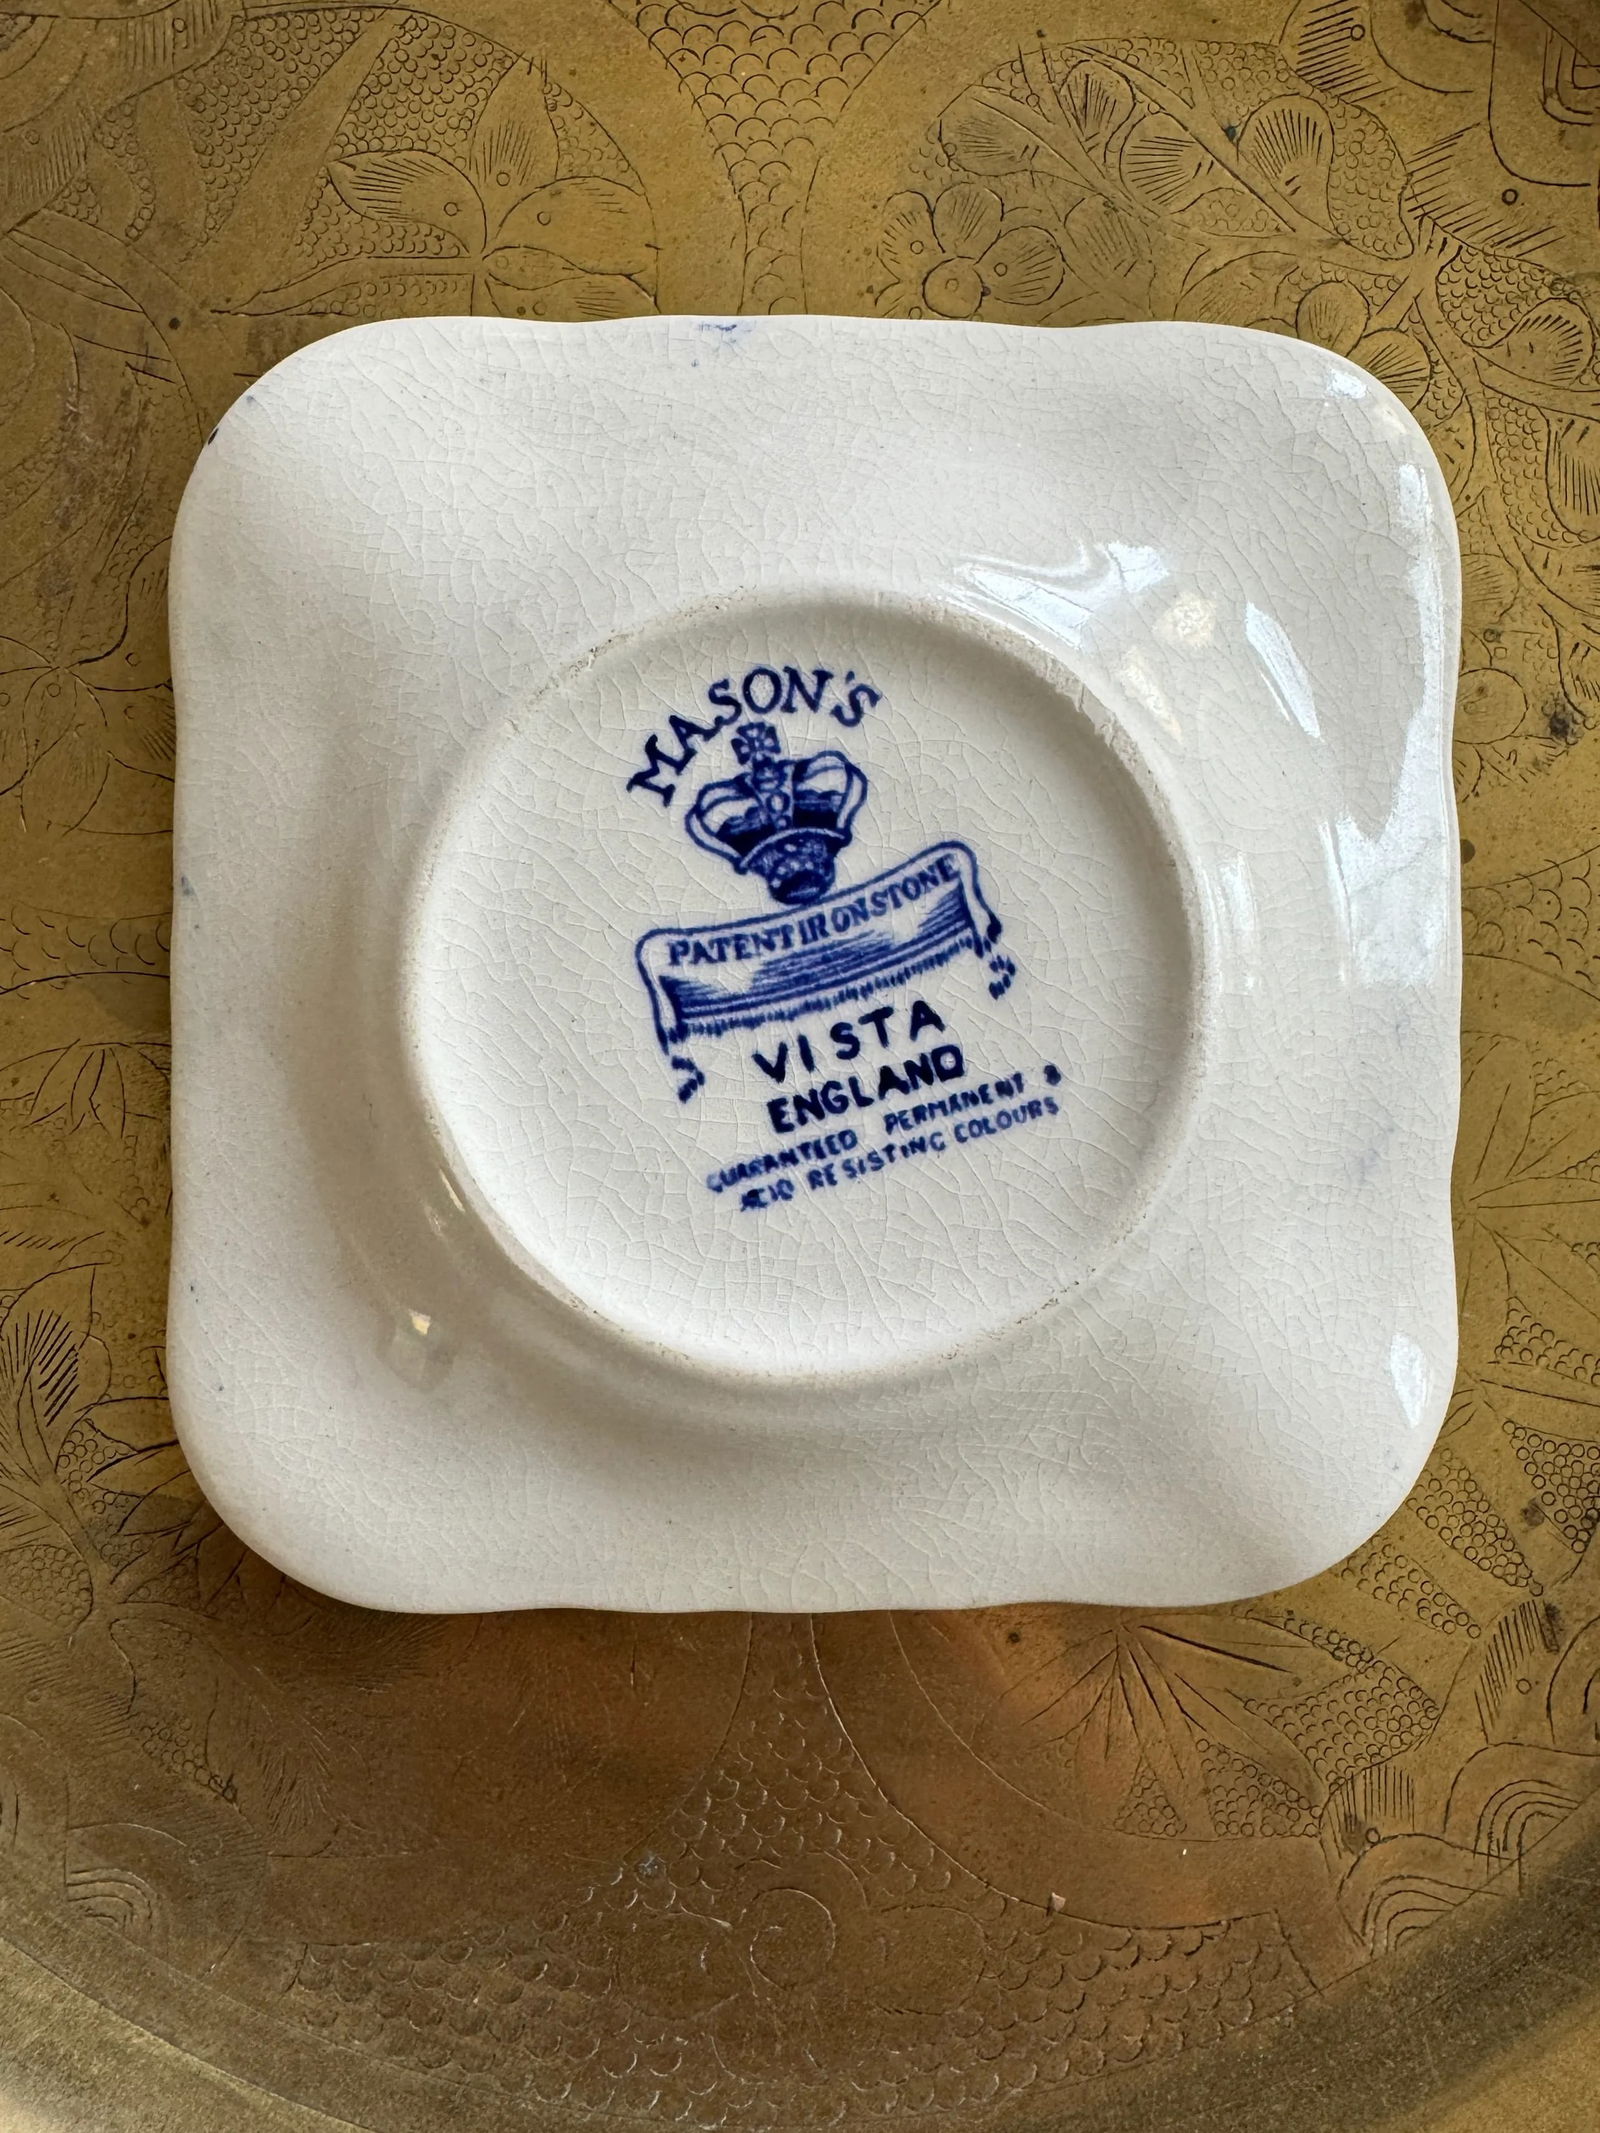 MASON'S
PATENT IRONSTONE
VISTA
ENGLAND
GUARANTEED PERMANENT &
ACID RESISTING COLOURS